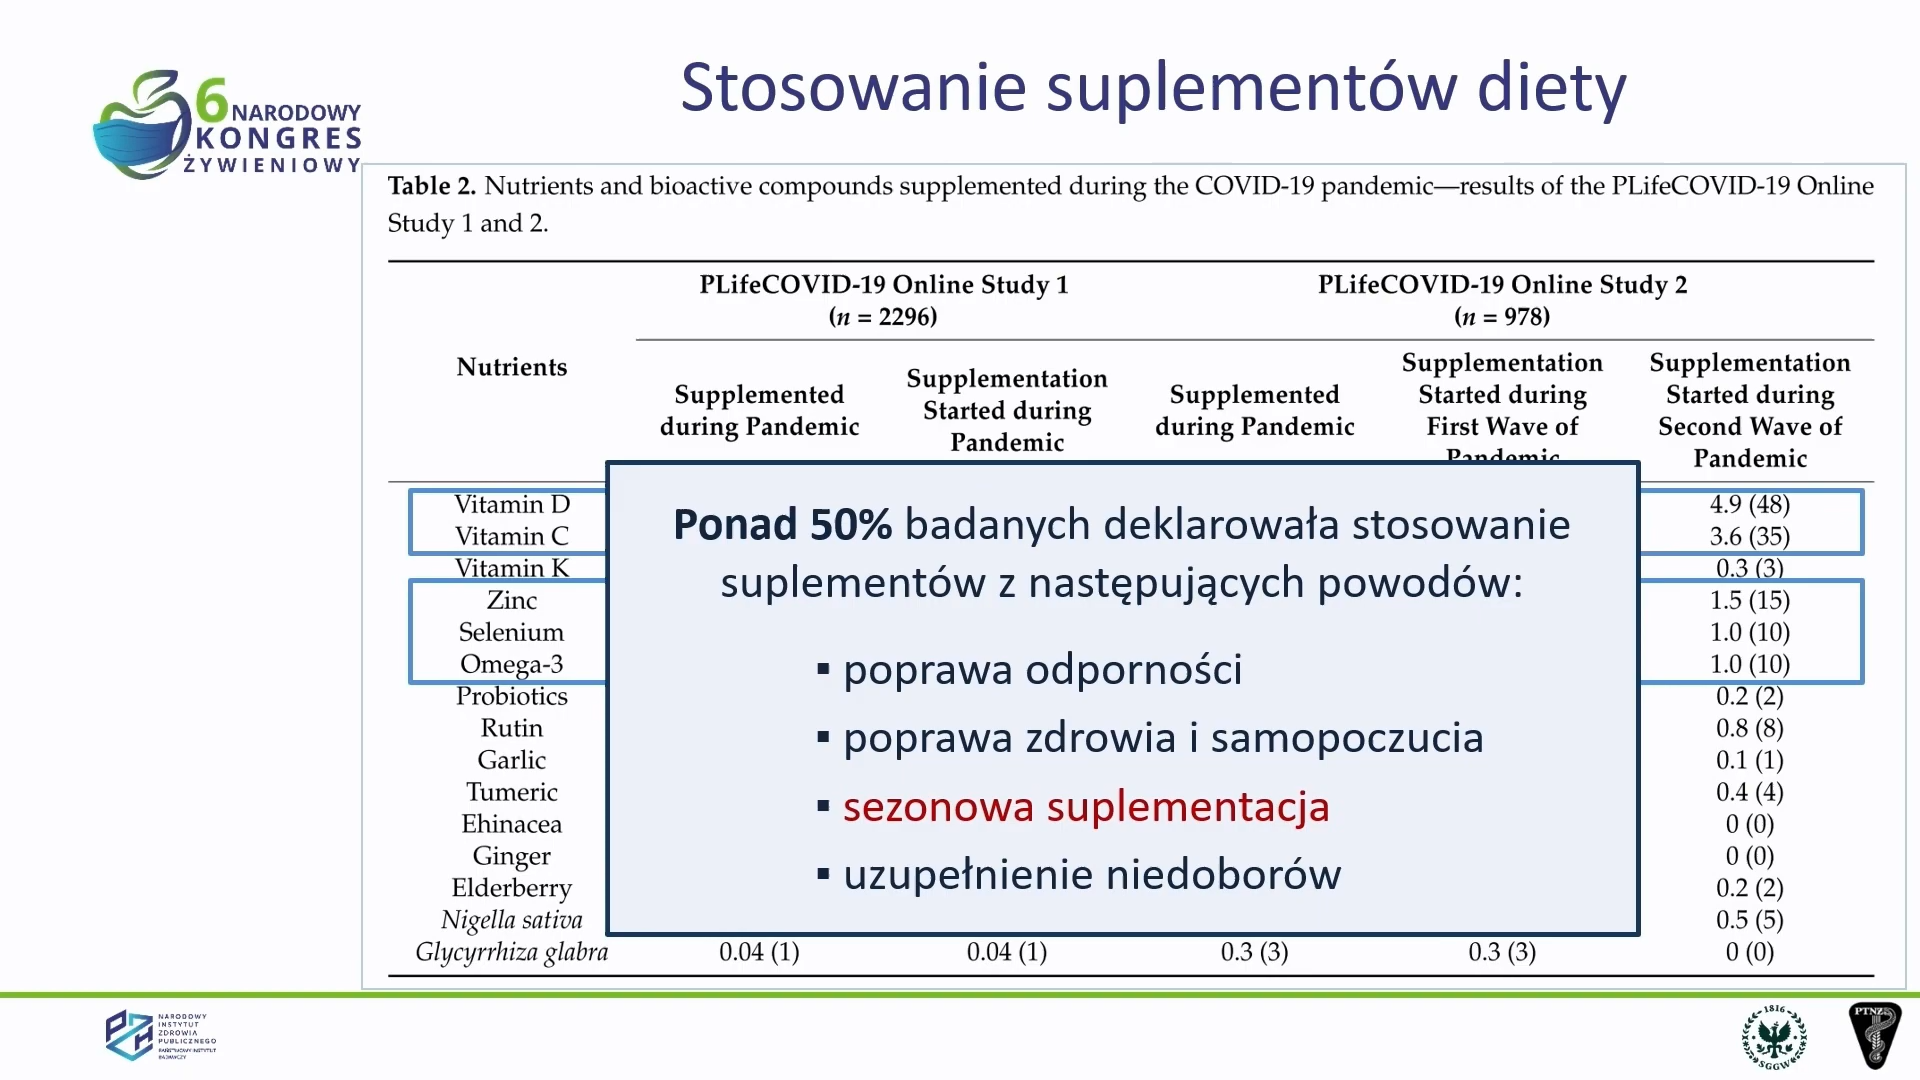 Stosowanie suplementów diety
6 NARODOWY
KONGRES
ŻYWIENIOWY
Table 2. Nutrients and bioactive compounds supplemented during the COVID-19 pandemic—results of the PLifeCOVID-19 Online
Study 1 and 2.
PLifeCOVID-19 Online Study 1
(n = 2296)
PLifeCOVID-19 Online Study 2
(n = 978)
Nutrients
Supplemented
during Pandemic
Supplementation
Started during
Pandemic
Supplemented
during Pandemic
Supplementation
Started during
First Wave of
Pandemic
Supplementation
Started during
Second Wave of
Pandemic
Vitamin D 4.9 (48)
Vitamin C 3.6 (35)
Vitamin K 0.3 (3)
Zinc 1.5 (15)
Selenium 1.0 (10)
Omega-3 1.0 (10)
Probiotics 0.2 (2)
Rutin 0.8 (8)
Garlic 0.1 (1)
Tumeric 0.4 (4)
Ehinacea 0 (0)
Ginger 0 (0)
Elderberry 0.2 (2)
Nigella sativa 0.5 (5)
Glycyrrhiza glabra 0.04 (1) 0.04 (1) 0.3 (3) 0.3 (3) 0 (0)
Ponad 50% badanych deklarowała stosowanie
suplementów z następujących powodów:
▪ poprawa odporności
▪ poprawa zdrowia i samopoczucia
▪ sezonowa suplementacja
▪ uzupełnienie niedoborów
PZH
NARODOWY
INSTYTUT
ZDROWIA
PUBLICZNEGO
PAŃSTWOWY INSTYTUT
BADAWCZY
1816
SGGW
PTNŻ